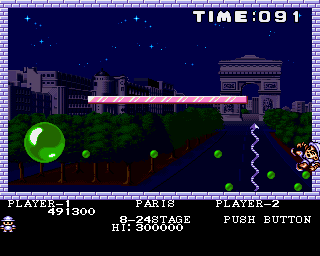 TIME:091
PLAYER-1 PARIS PLAYER-2
491300
8-24STAGE PUSH BUTTON
HI: 300000